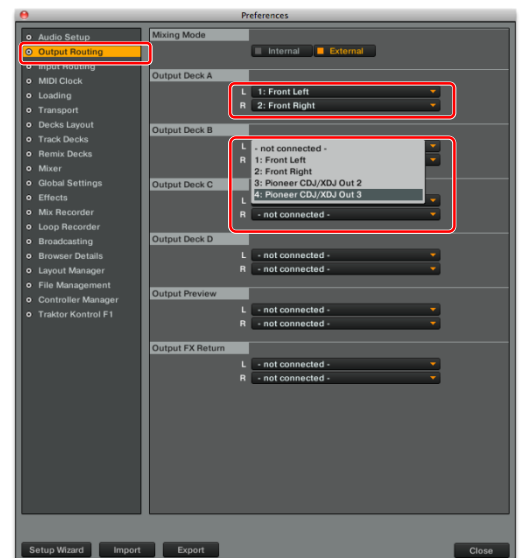 Preferences
Audio Setup
Output Routing
Input Routing
MIDI Clock
Loading
Transport
Decks Layout
Track Decks
Remix Decks
Mixer
Global Settings
Effects
Mix Recorder
Loop Recorder
Broadcasting
Browser Details
Layout Manager
File Management
Controller Manager
Traktor Kontrol F1
Mixing Mode
Internal External
Output Deck A
L 1: Front Left
R 2: Front Right
Output Deck B
L
- not connected -
1: Front Left
R
2: Front Right
3: Pioneer CDJ/XDJ Out 2
4: Pioneer CDJ/XDJ Out 3
Output Deck C
L
R - not connected -
Output Deck D
L - not connected -
R - not connected -
Output Preview
L - not connected -
R - not connected -
Output FX Return
L - not connected -
R - not connected -
Setup Wizard Import Export Close